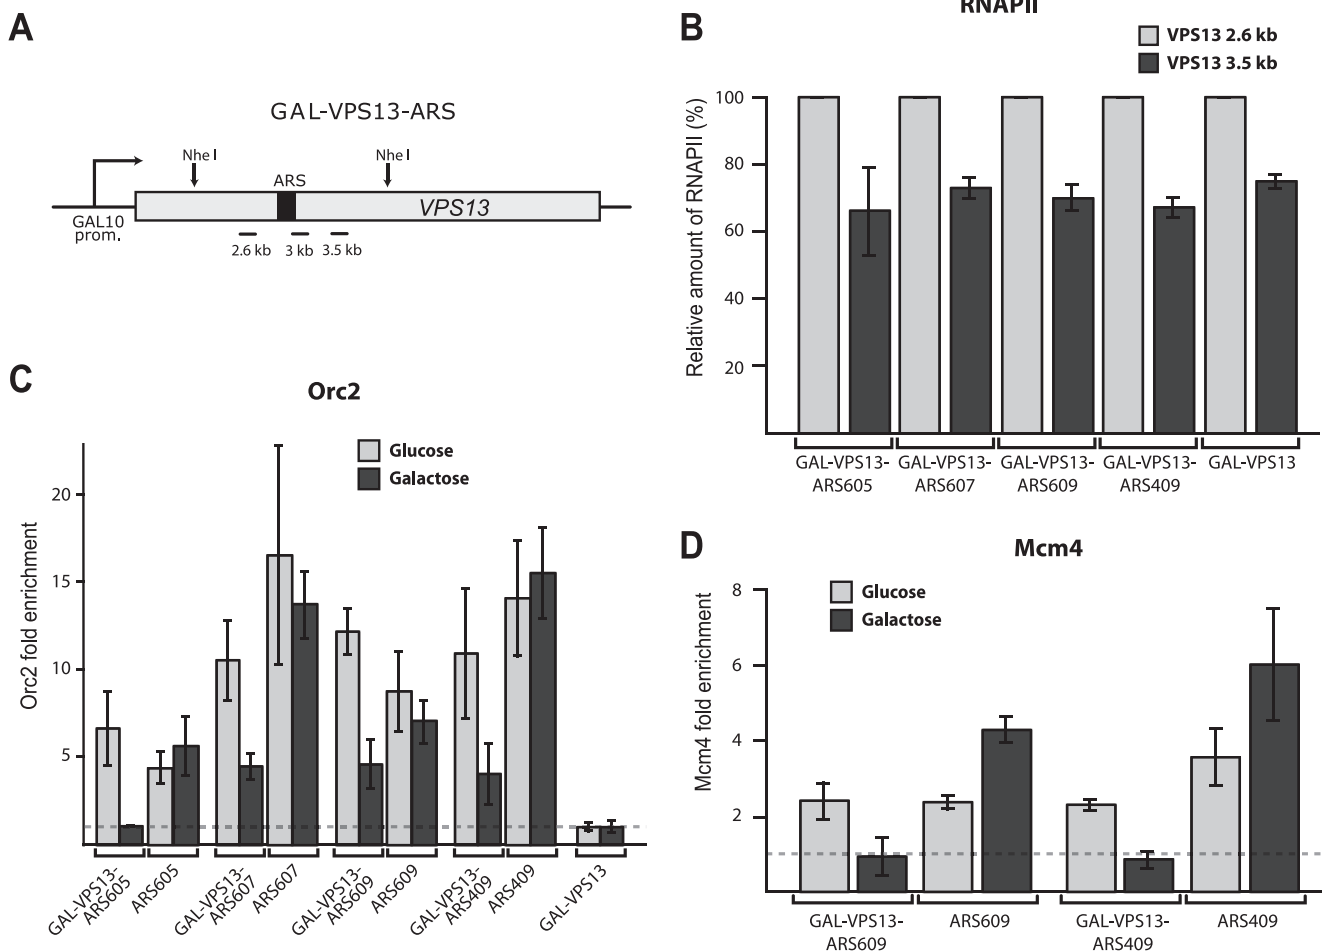 A
GAL-VPS13-ARS
Nhe I
Nhe I
ARS
VPS13
GAL10
prom.
2.6 kb
3 kb
3.5 kb
B
RNAPII
VPS13 2.6 kb
VPS13 3.5 kb
Relative amount of RNAPII (%)
100
80
60
40
20
GAL-VPS13-
ARS605
GAL-VPS13-
ARS607
GAL-VPS13-
ARS609
GAL-VPS13-
ARS409
GAL-VPS13
C
Orc2
Glucose
Galactose
Orc2 fold enrichment
20
15
10
5
GAL-VPS13-
ARS605
ARS605
GAL-VPS13-
ARS607
ARS607
GAL-VPS13-
ARS609
ARS609
GAL-VPS13-
ARS409
ARS409
GAL-VPS13
D
Mcm4
Glucose
Galactose
Mcm4 fold enrichment
8
6
4
2
GAL-VPS13-
ARS609
ARS609
GAL-VPS13-
ARS409
ARS409